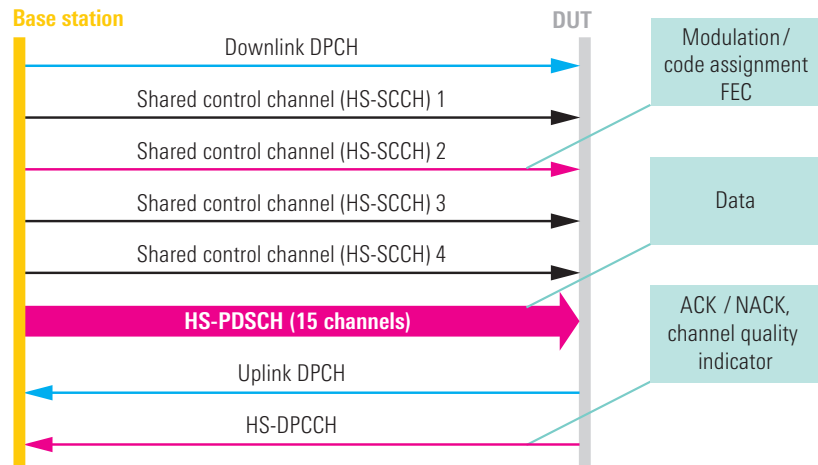 Base station
DUT
Downlink DPCH
Modulation/
code assignment
FEC
Shared control channel (HS-SCCH) 1
Shared control channel (HS-SCCH) 2
Shared control channel (HS-SCCH) 3
Data
Shared control channel (HS-SCCH) 4
HS-PDSCH (15 channels)
ACK / NACK,
channel quality
indicator
Uplink DPCH
HS-DPCCH